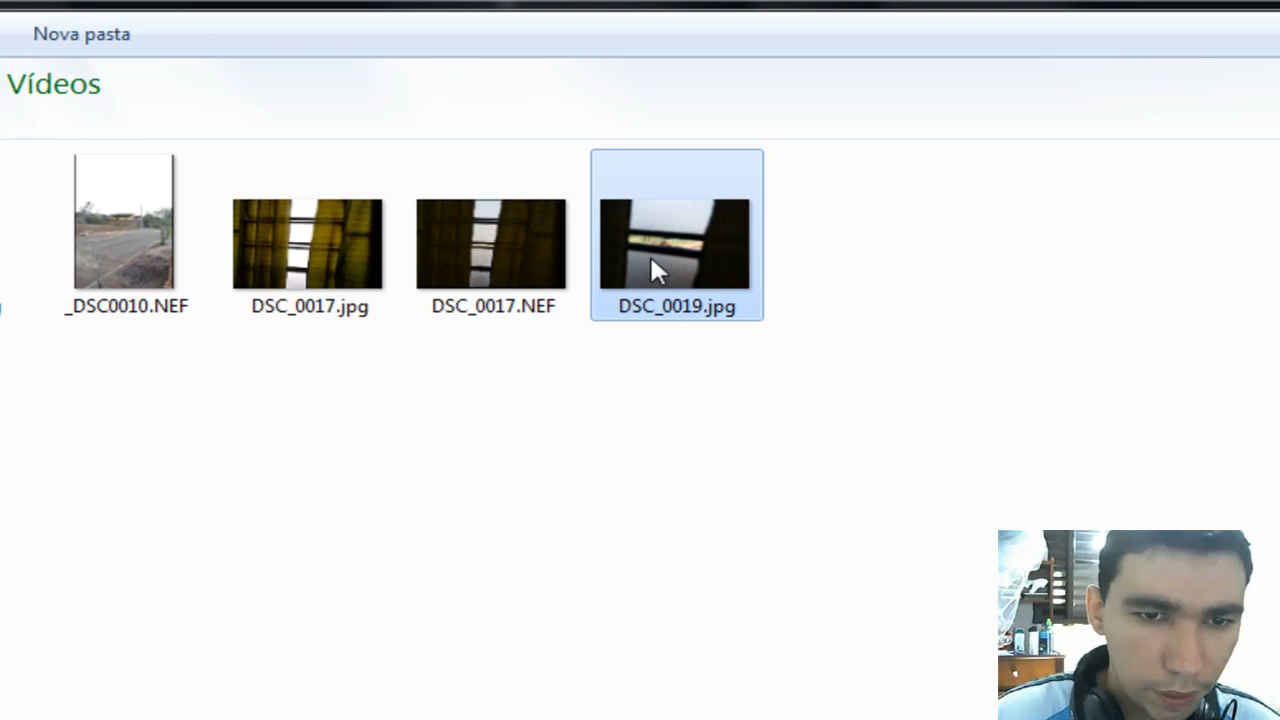 Nova pasta
Vídeos
_DSC0010.NEF
DSC_0017.jpg
DSC_0017.NEF
DSC_0019.jpg